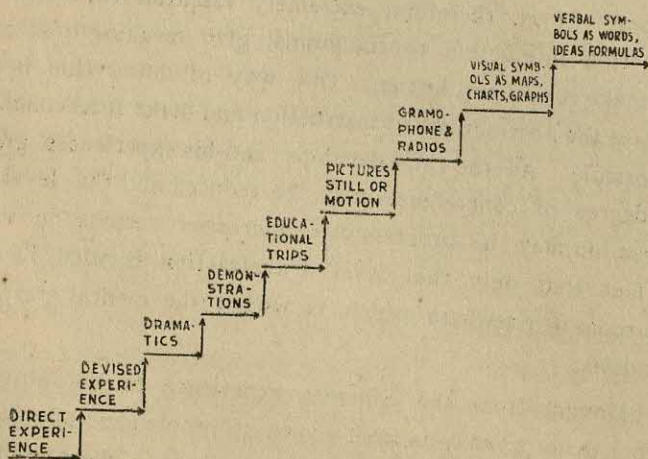 VERBAL SYM-
BOLS AS WORDS,
IDEAS FORMULAS
VISUAL SYMB-
OLS AS MAPS,
CHARTS, GRAPHS
GRAMO-
PHONE &
RADIOS
PICTURES
STILL OR
MOTION
EDUCA-
TIONAL
TRIPS
DEMON-
STRA-
TIONS
DRAMA-
TICS
DEVISED
EXPERI-
ENCE
DIRECT
EXPERI-
ENCE